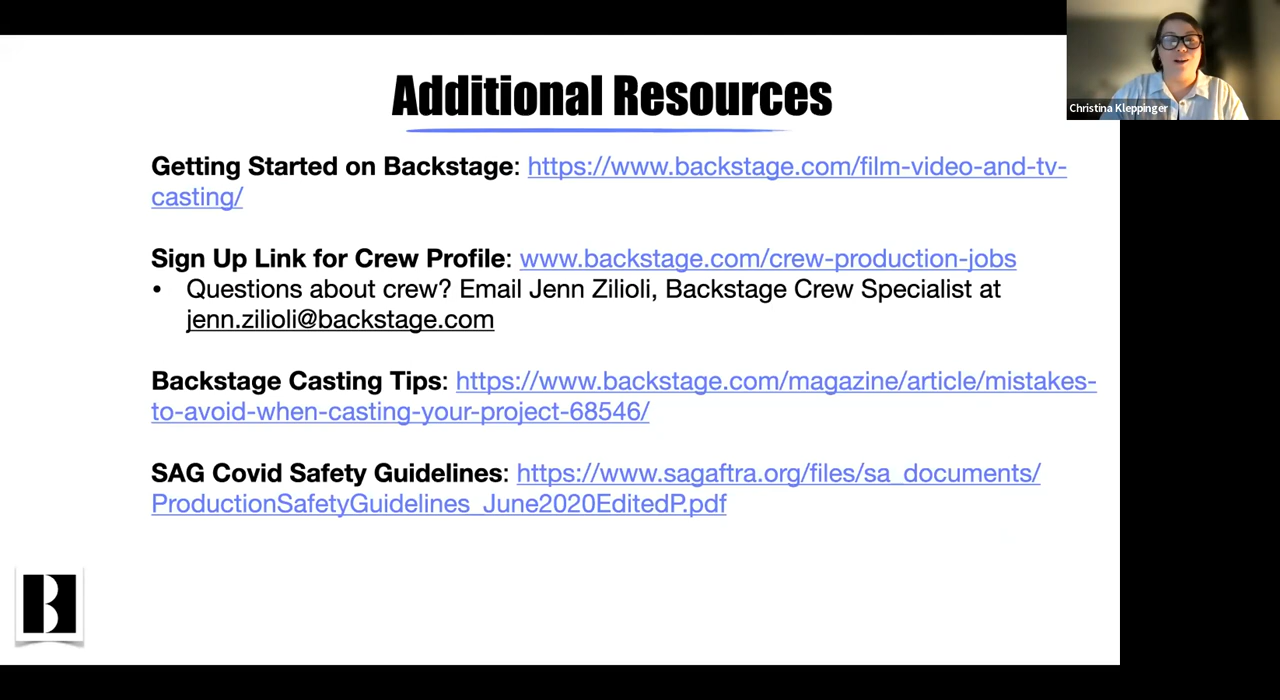 Additional Resources
Christina Kleppinger
Getting Started on Backstage: https://www.backstage.com/film-video-and-tv-
casting/
Sign Up Link for Crew Profile: www.backstage.com/crew-production-jobs
• Questions about crew? Email Jenn Zilioli, Backstage Crew Specialist at
jenn.zilioli@backstage.com
Backstage Casting Tips: https://www.backstage.com/magazine/article/mistakes-
to-avoid-when-casting-your-project-68546/
SAG Covid Safety Guidelines: https://www.sagaftra.org/files/sa_documents/
ProductionSafetyGuidelines_June2020EditedP.pdf
B